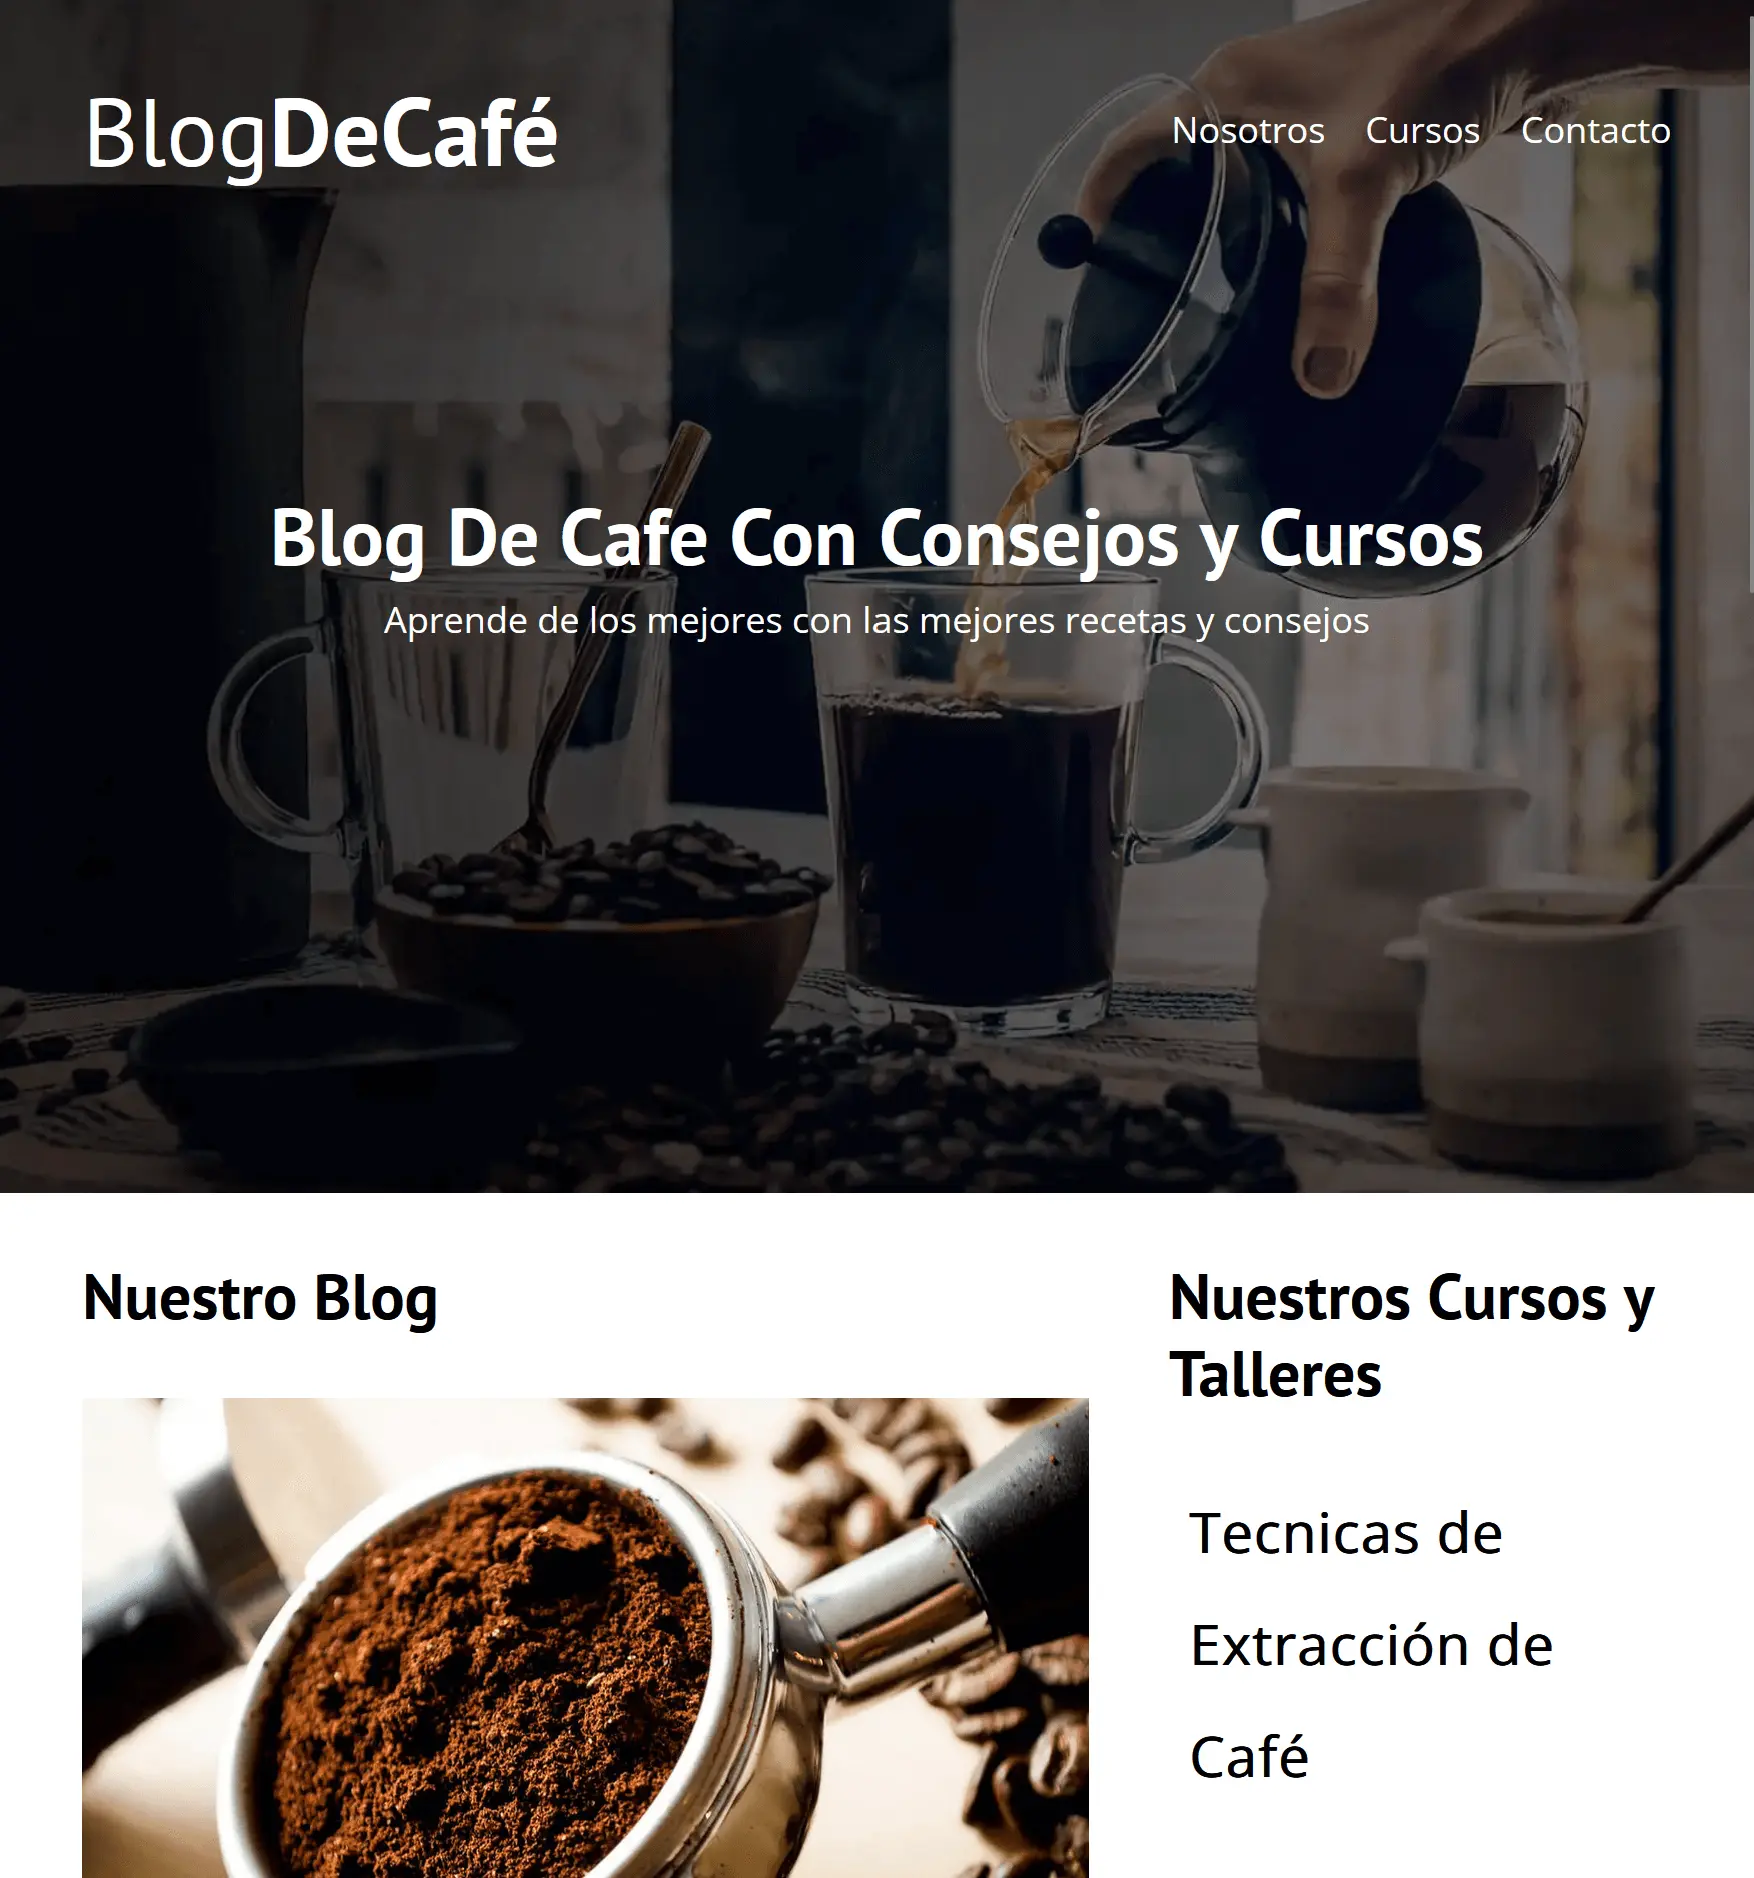 BlogDeCafé
Nosotros Cursos Contacto
Blog De Cafe Con Consejos y Cursos
Aprende de los mejores con las mejores recetas y consejos
Nuestro Blog
Nuestros Cursos y
Talleres
Tecnicas de
Extracción de
Café